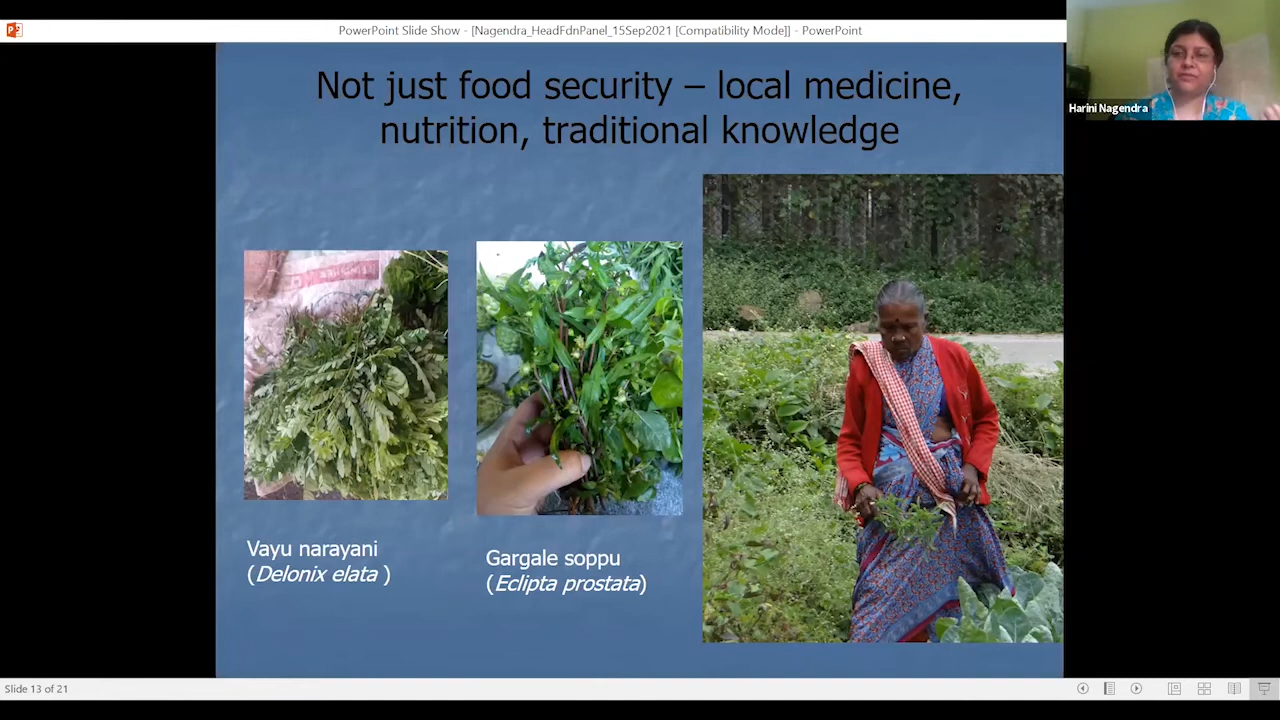 PowerPoint Slide Show - [Nagendra_HeadFdnPanel_15Sep2021 [Compatibility Mode]] - PowerPoint
Harini Nagendra
Not just food security – local medicine,
nutrition, traditional knowledge
Vayu narayani
(Delonix elata )
Gargale soppu
(Eclipta prostata)
Slide 13 of 21